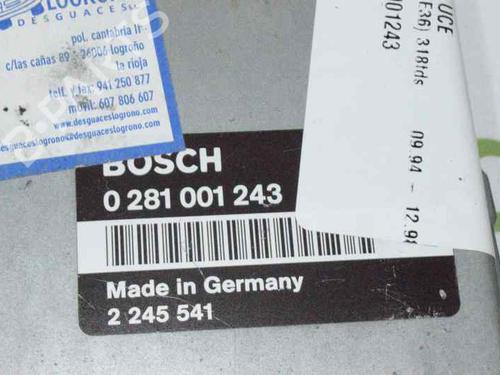 DESGUACES
pol. cantabria II
c/las cañas 89 - 26006 logroño
la rioja
telf. y fax: 941 250 877
movil: 607 806 607
www.desguaceslogrono.com
BOSCH
0 281 001 243
Made in Germany
2 245 541
UCE
(E36) 318tds 09.94 - 12.98
001243